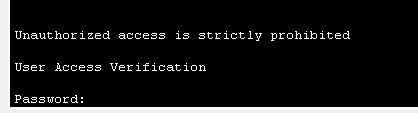 Unauthorized access is strictly prohibited
User Access Verification
Password: